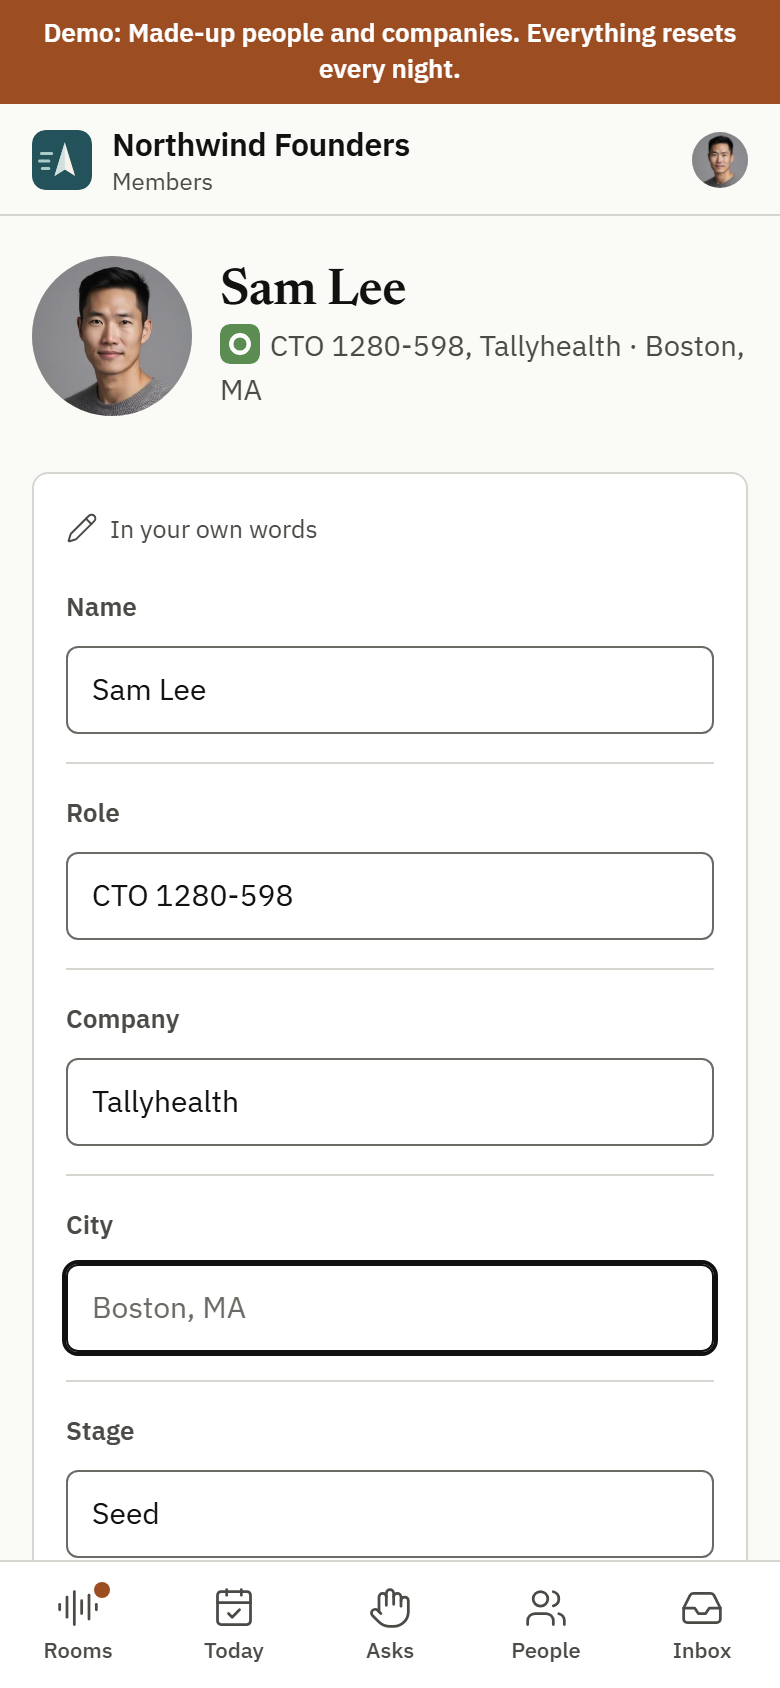 Demo: Made-up people and companies. Everything resets
every night.
Northwind Founders
Members
Sam Lee
CTO 1280-598, Tallyhealth · Boston,
MA
In your own words
Name
Sam Lee
Role
CTO 1280-598
Company
Tallyhealth
City
Boston, MA
Stage
Seed
Rooms
Today
Asks
People
Inbox